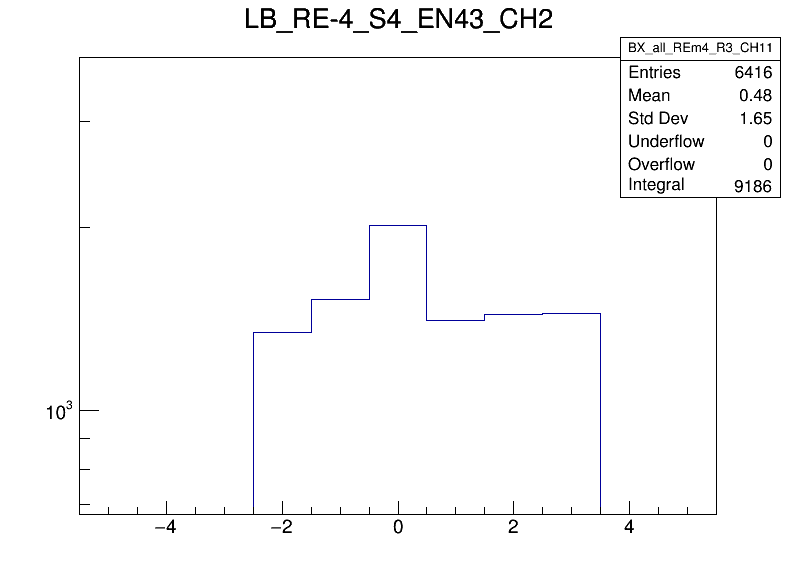 LB_RE-4_S4_EN43_CH2
BX_all_REm4_R3_CH11
Entries 6416
Mean 0.48
Std Dev 1.65
Underflow 0
Overflow 0
Integral 9186
10³
−4 −2 0 2 4